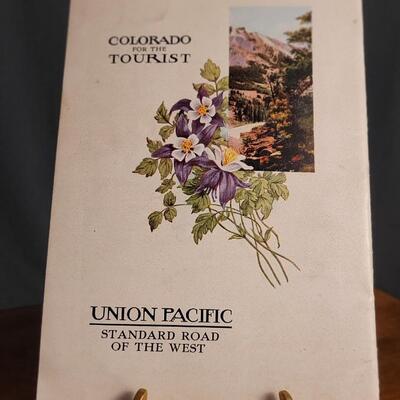 COLORADO
FOR THE
TOURIST
UNION PACIFIC
STANDARD ROAD
OF THE WEST